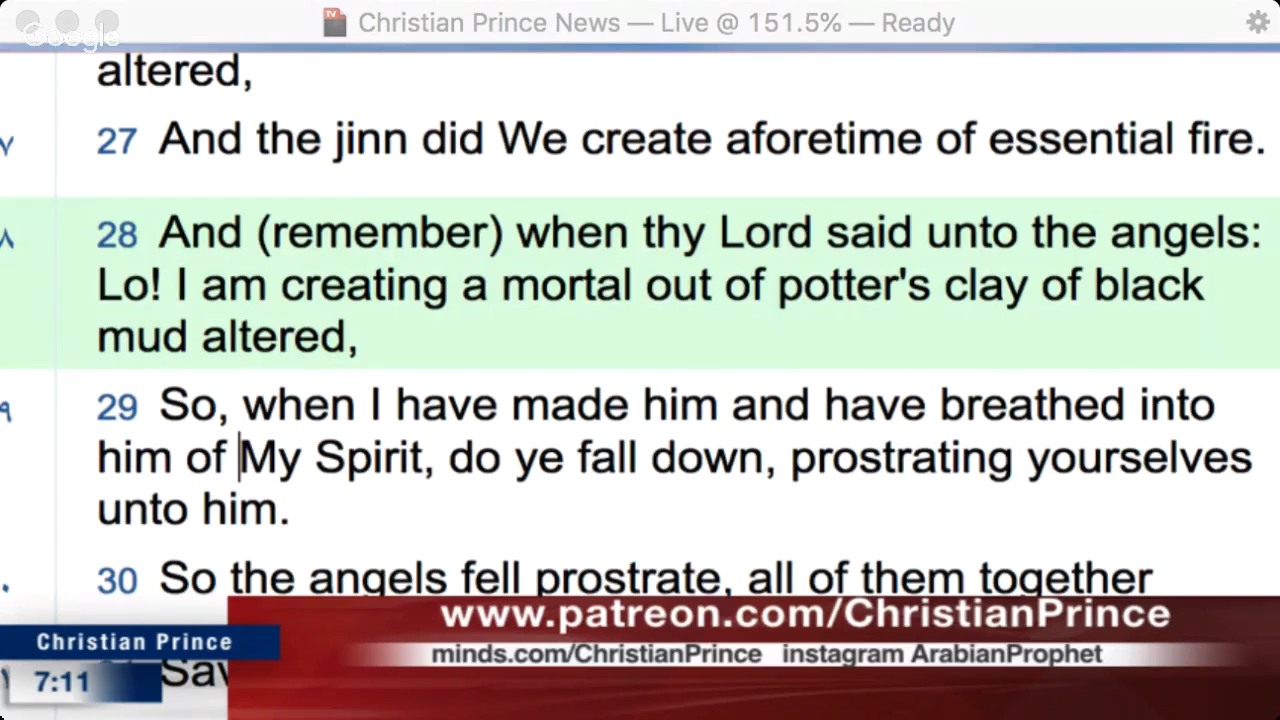 Christian Prince News — Live @ 151.5% — Ready
Google
altered,
27 And the jinn did We create aforetime of essential fire.
28 And (remember) when thy Lord said unto the angels:
Lo! I am creating a mortal out of potter's clay of black
mud altered,
29 So, when I have made him and have breathed into
him of My Spirit, do ye fall down, prostrating yourselves
unto him.
30 So the angels fell prostrate, all of them together
www.patreon.com/ChristianPrince
Christian Prince
minds.com/ChristianPrince instagram ArabianProphet
7:11